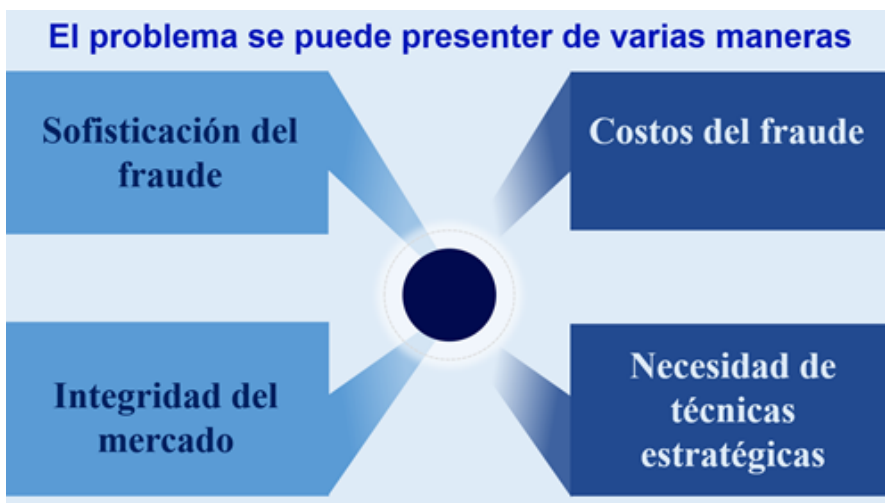 El problema se puede presenter de varias maneras
Sofisticación del
fraude
Costos del fraude
Integridad del
mercado
Necesidad de
técnicas
estratégicas